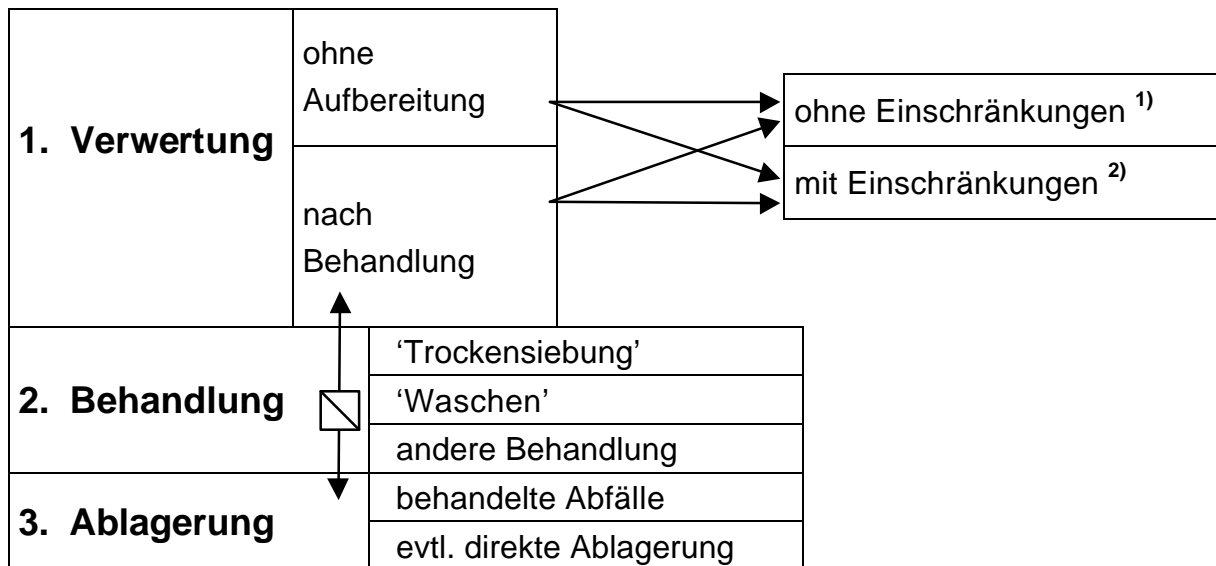 1. Verwertung
ohne
Aufbereitung
nach
Behandlung
ohne Einschränkungen 1)
mit Einschränkungen 2)
2. Behandlung
‘Trockensiebung’
‘Waschen’
andere Behandlung
3. Ablagerung
behandelte Abfälle
evtl. direkte Ablagerung